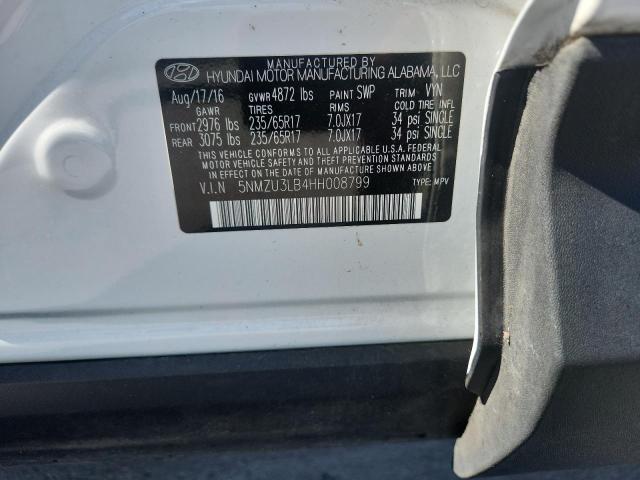 MANUFACTURED BY
HYUNDAI MOTOR MANUFACTURING ALABAMA, LLC
Aug/17/16 GVWR 4872 lbs PAINT SWP TRIM VYN
TIRES RIMS COLD TIRE INFL
FRONT 2976 lbs 235/65R17 7.0JX17 34 psi SINGLE
REAR 3075 lbs 235/65R17 7.0JX17 34 psi SINGLE
THIS VEHICLE CONFORMS TO ALL APPLICABLE U.S.A. FEDERAL
MOTOR VEHICLE SAFETY AND THEFT PREVENTION STANDARDS
IN EFFECT ON THE DATE OF MANUFACTURE SHOWN ABOVE.
V.I.N 5NMZU3LB4HH008799 TYPE: MPV